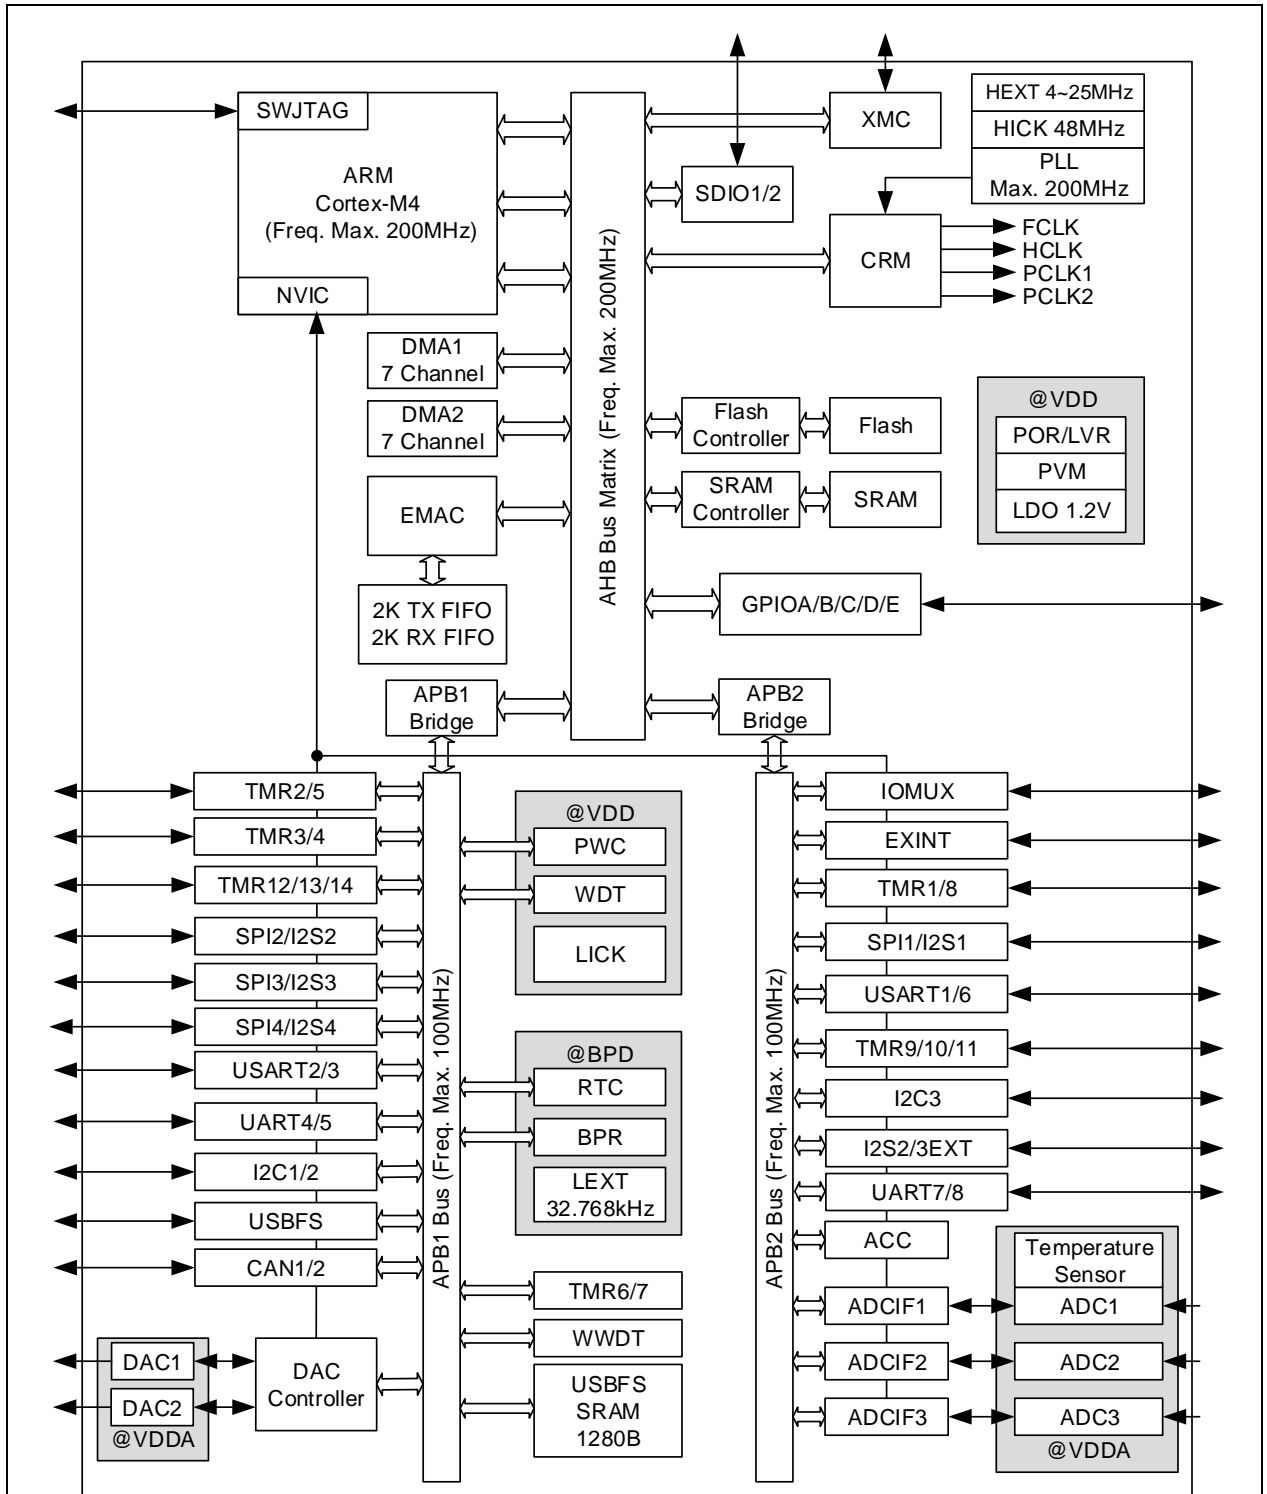 SWJTAG
ARM
Cortex-M4
(Freq. Max. 200MHz)
NVIC
DMA1
7 Channel
DMA2
7 Channel
EMAC
2K TX FIFO
2K RX FIFO
APB1
Bridge
AHB Bus Matrix (Freq. Max. 200MHz)
XMC
SDIO1/2
HEXT 4~25MHz
HICK 48MHz
PLL
Max. 200MHz
CRM
FCLK
HCLK
PCLK1
PCLK2
Flash
Controller
Flash
SRAM
Controller
SRAM
@VDD
POR/LVR
PVM
LDO 1.2V
GPIOA/B/C/D/E
APB2
Bridge
TMR2/5
TMR3/4
TMR12/13/14
SPI2/I2S2
SPI3/I2S3
SPI4/I2S4
USART2/3
UART4/5
I2C1/2
USBFS
CAN1/2
DAC1
DAC2
@VDDA
DAC
Controller
APB1 Bus (Freq. Max. 100MHz)
@VDD
PWC
WDT
LICK
@BPD
RTC
BPR
LEXT
32.768kHz
TMR6/7
WWDT
USBFS
SRAM
1280B
APB2 Bus (Freq. Max. 100MHz)
IOMUX
EXINT
TMR1/8
SPI1/I2S1
USART1/6
TMR9/10/11
I2C3
I2S2/3EXT
UART7/8
ACC
ADCIF1
ADCIF2
ADCIF3
Temperature
Sensor
ADC1
ADC2
ADC3
@VDDA